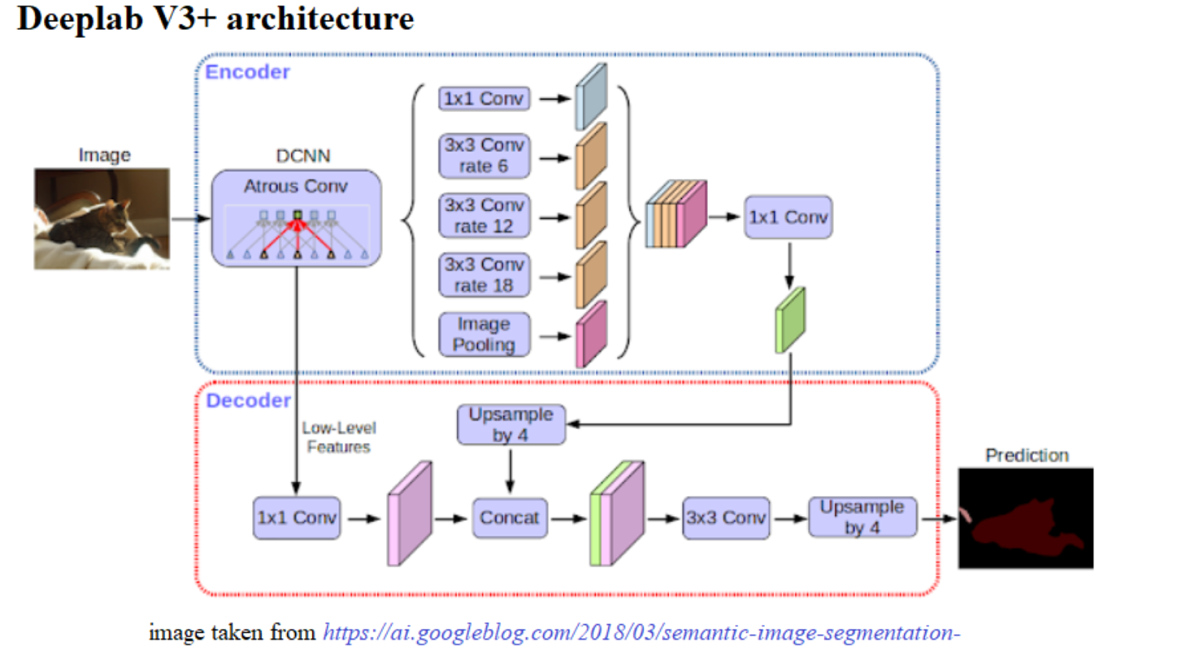 Deeplab V3+ architecture
Encoder
Image
DCNN
Atrous Conv
1x1 Conv
3x3 Conv
rate 6
3x3 Conv
rate 12
3x3 Conv
rate 18
Image
Pooling
1x1 Conv
Decoder
Low-Level
Features
Upsample
by 4
1x1 Conv
Concat
3x3 Conv
Upsample
by 4
Prediction
image taken from https://ai.googleblog.com/2018/03/semantic-image-segmentation-